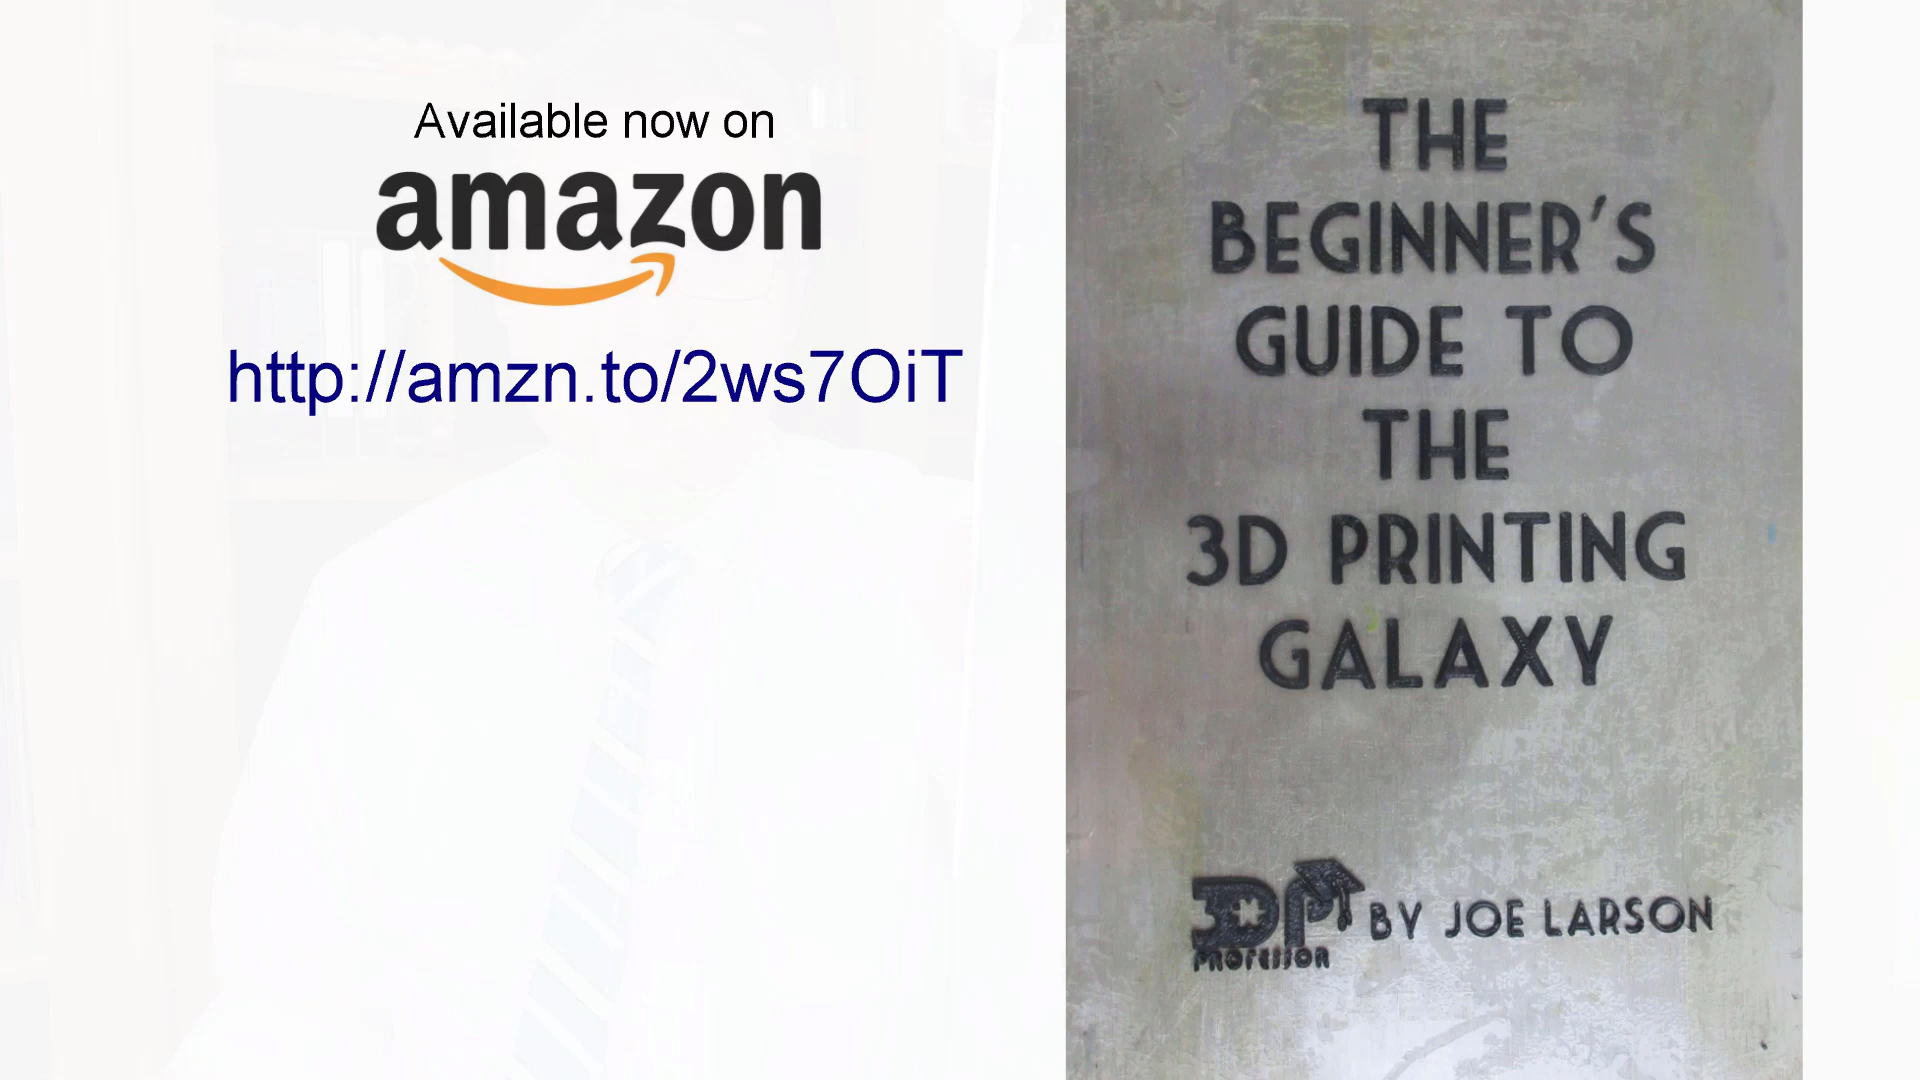 Available now on
amazon
http://amzn.to/2ws7OiT
THE
BEGINNER'S
GUIDE TO
THE
3D PRINTING
GALAXY
3DP
PROFESSOR
BY JOE LARSON